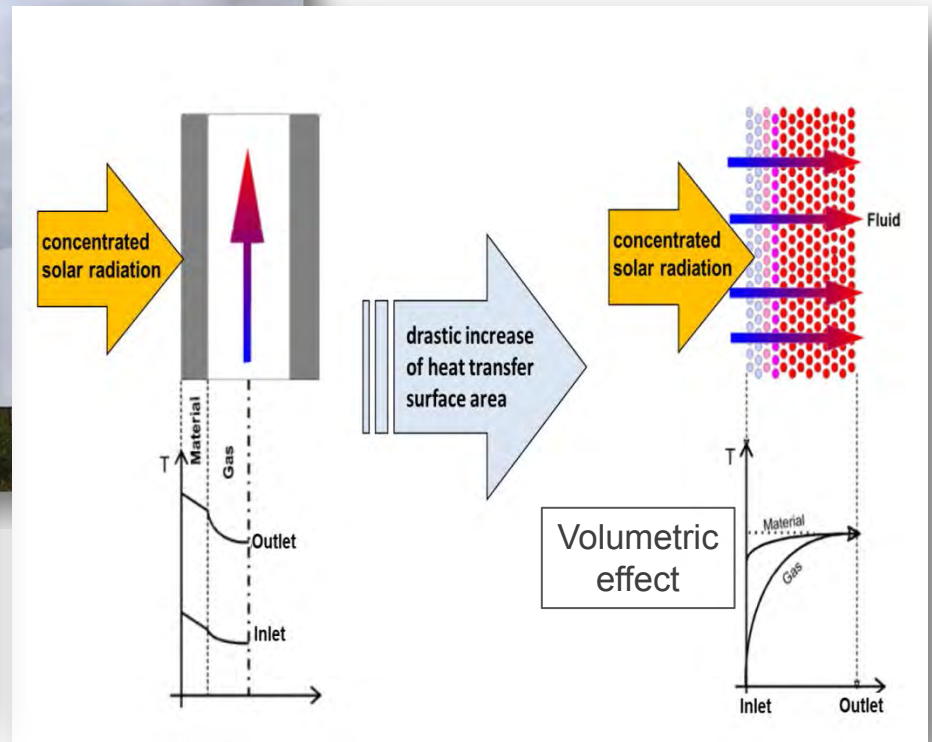 concentrated
solar radiation
drastic increase
of heat transfer
surface area
concentrated
solar radiation
Fluid
T
Material
Gas
Outlet
Inlet
Volumetric
effect
T
Material
Gas
Inlet
Outlet